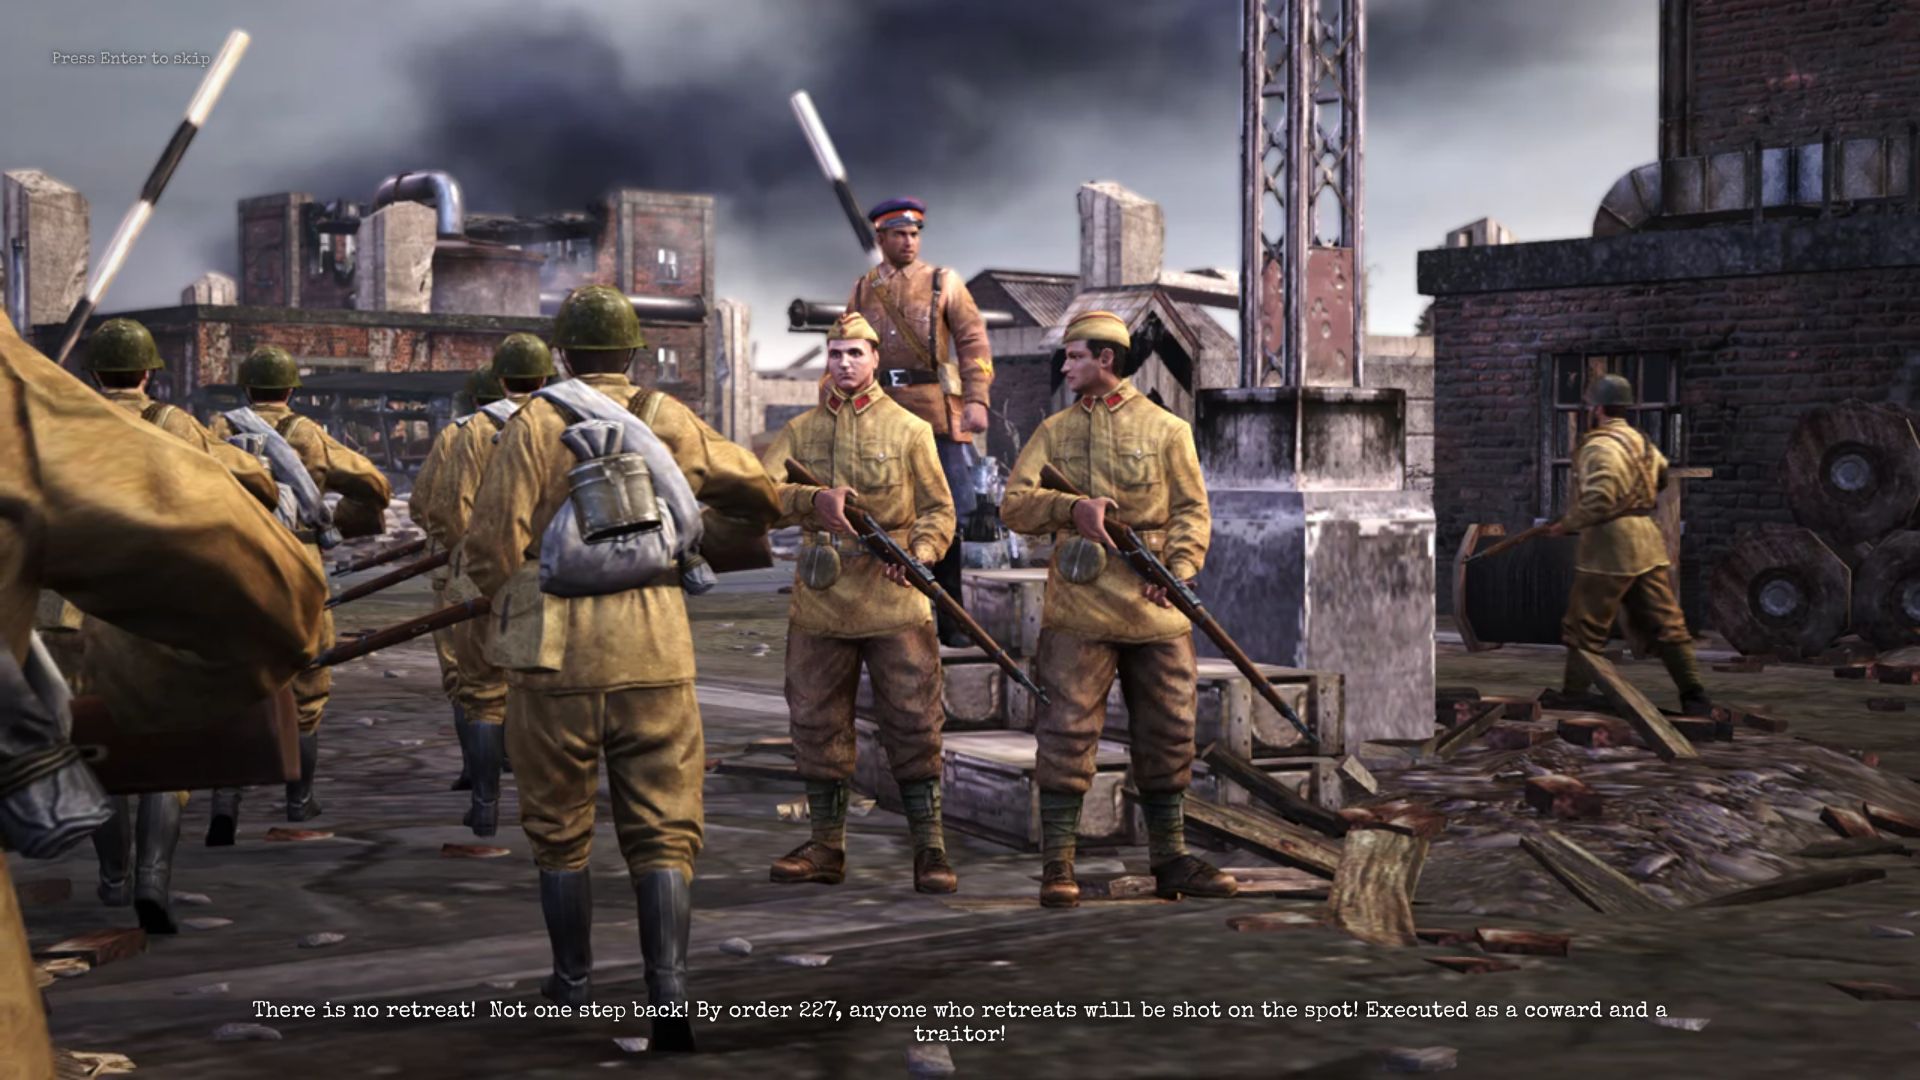 Press Enter to skip
There is no retreat!  Not one step back! By order 227, anyone who retreats will be shot on the spot! Executed as a coward and a
traitor!